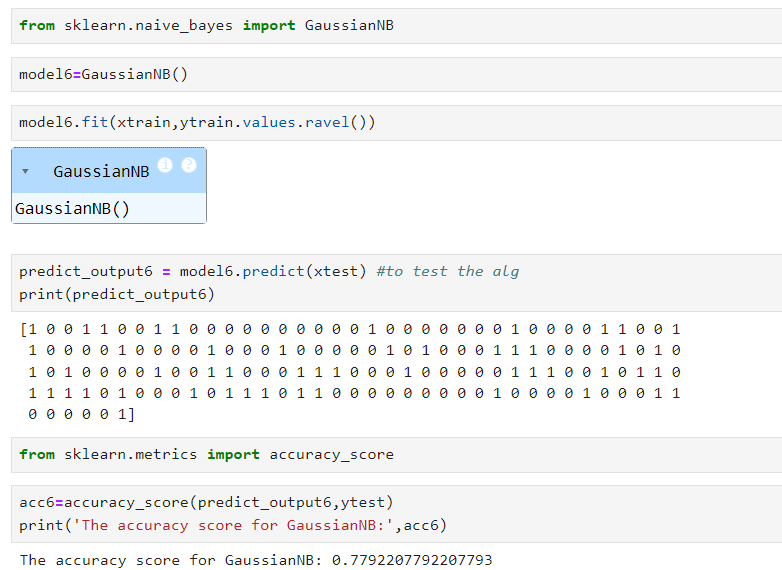 from sklearn.naive_bayes import GaussianNB
model6=GaussianNB()
model6.fit(xtrain,ytrain.values.ravel())
▾ GaussianNB i ?
GaussianNB()
predict_output6 = model6.predict(xtest) #to test the alg
print(predict_output6)
[1 0 0 1 1 0 0 1 1 0 0 0 0 0 0 0 0 0 0 1 0 0 0 0 0 0 0 1 0 0 0 0 1 1 0 0 1
1 0 0 0 0 1 0 0 0 0 1 0 0 0 1 0 0 0 0 0 1 0 1 0 0 0 1 1 1 0 0 0 0 1 0 1 0
1 0 1 0 0 0 0 1 0 0 1 1 0 0 0 1 1 1 0 0 0 1 0 0 0 0 0 1 1 1 0 0 1 0 1 1 0
1 1 1 1 0 1 0 0 0 1 0 1 1 1 0 1 1 0 0 0 0 0 0 0 0 0 1 0 0 0 0 1 0 0 0 1 1
0 0 0 0 0 1]
from sklearn.metrics import accuracy_score
acc6=accuracy_score(predict_output6,ytest)
print('The accuracy score for GaussianNB:',acc6)
The accuracy score for GaussianNB: 0.7792207792207793